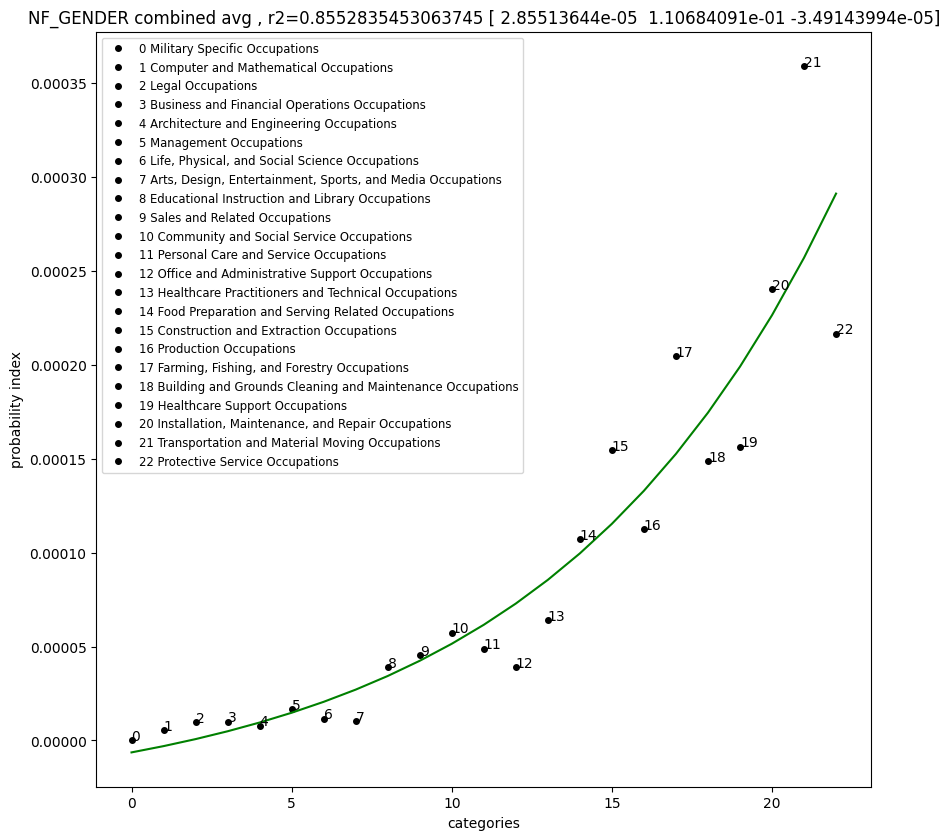 NF_GENDER combined avg , r2=0.8552835453063745 [ 2.85513644e-05  1.10684091e-01 -3.49143994e-05]
0 Military Specific Occupations
1 Computer and Mathematical Occupations
2 Legal Occupations
3 Business and Financial Operations Occupations
4 Architecture and Engineering Occupations
5 Management Occupations
6 Life, Physical, and Social Science Occupations
7 Arts, Design, Entertainment, Sports, and Media Occupations
8 Educational Instruction and Library Occupations
9 Sales and Related Occupations
10 Community and Social Service Occupations
11 Personal Care and Service Occupations
12 Office and Administrative Support Occupations
13 Healthcare Practitioners and Technical Occupations
14 Food Preparation and Serving Related Occupations
15 Construction and Extraction Occupations
16 Production Occupations
17 Farming, Fishing, and Forestry Occupations
18 Building and Grounds Cleaning and Maintenance Occupations
19 Healthcare Support Occupations
20 Installation, Maintenance, and Repair Occupations
21 Transportation and Material Moving Occupations
22 Protective Service Occupations
probability index
0.00035
0.00030
0.00025
0.00020
0.00015
0.00010
0.00005
0.00000
0
1
2
3
4
5
6
7
8
9
10
11
12
13
14
15
16
17
18
19
20
21
22
0
5
10
15
20
categories